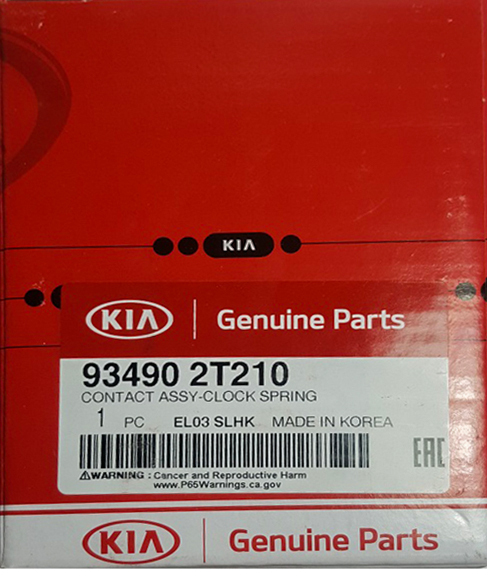 KIA
KIA Genuine Parts
93490 2T210
CONTACT ASSY-CLOCK SPRING
1 PC EL03 SLHK MADE IN KOREA
EAC
⚠WARNING : Cancer and Reproductive Harm
www.P65Warnings.ca.gov
KIA Genuine Parts